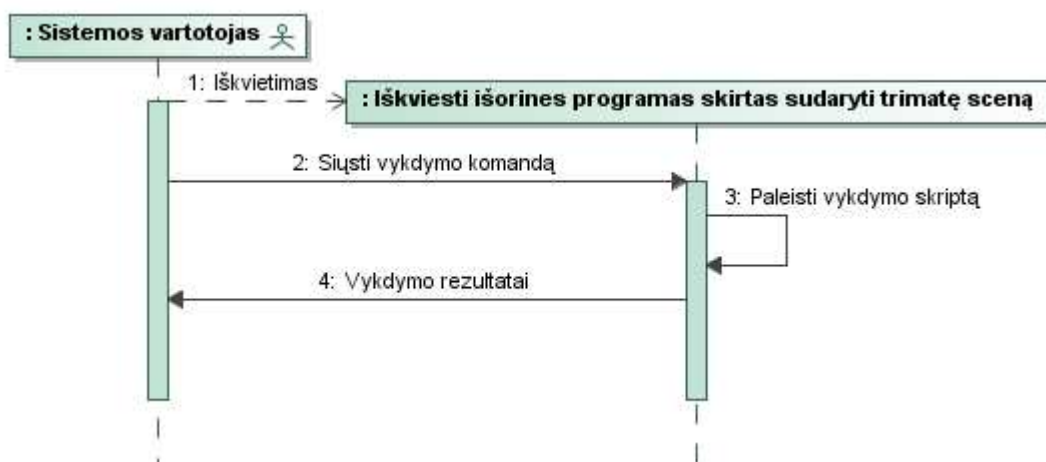 : Sistemos vartotojas
1: Iškvietimas
: Iškviesti išorines programas skirtas sudaryti trimatę sceną
2: Siųsti vykdymo komandą
3: Paleisti vykdymo skriptą
4: Vykdymo rezultatai